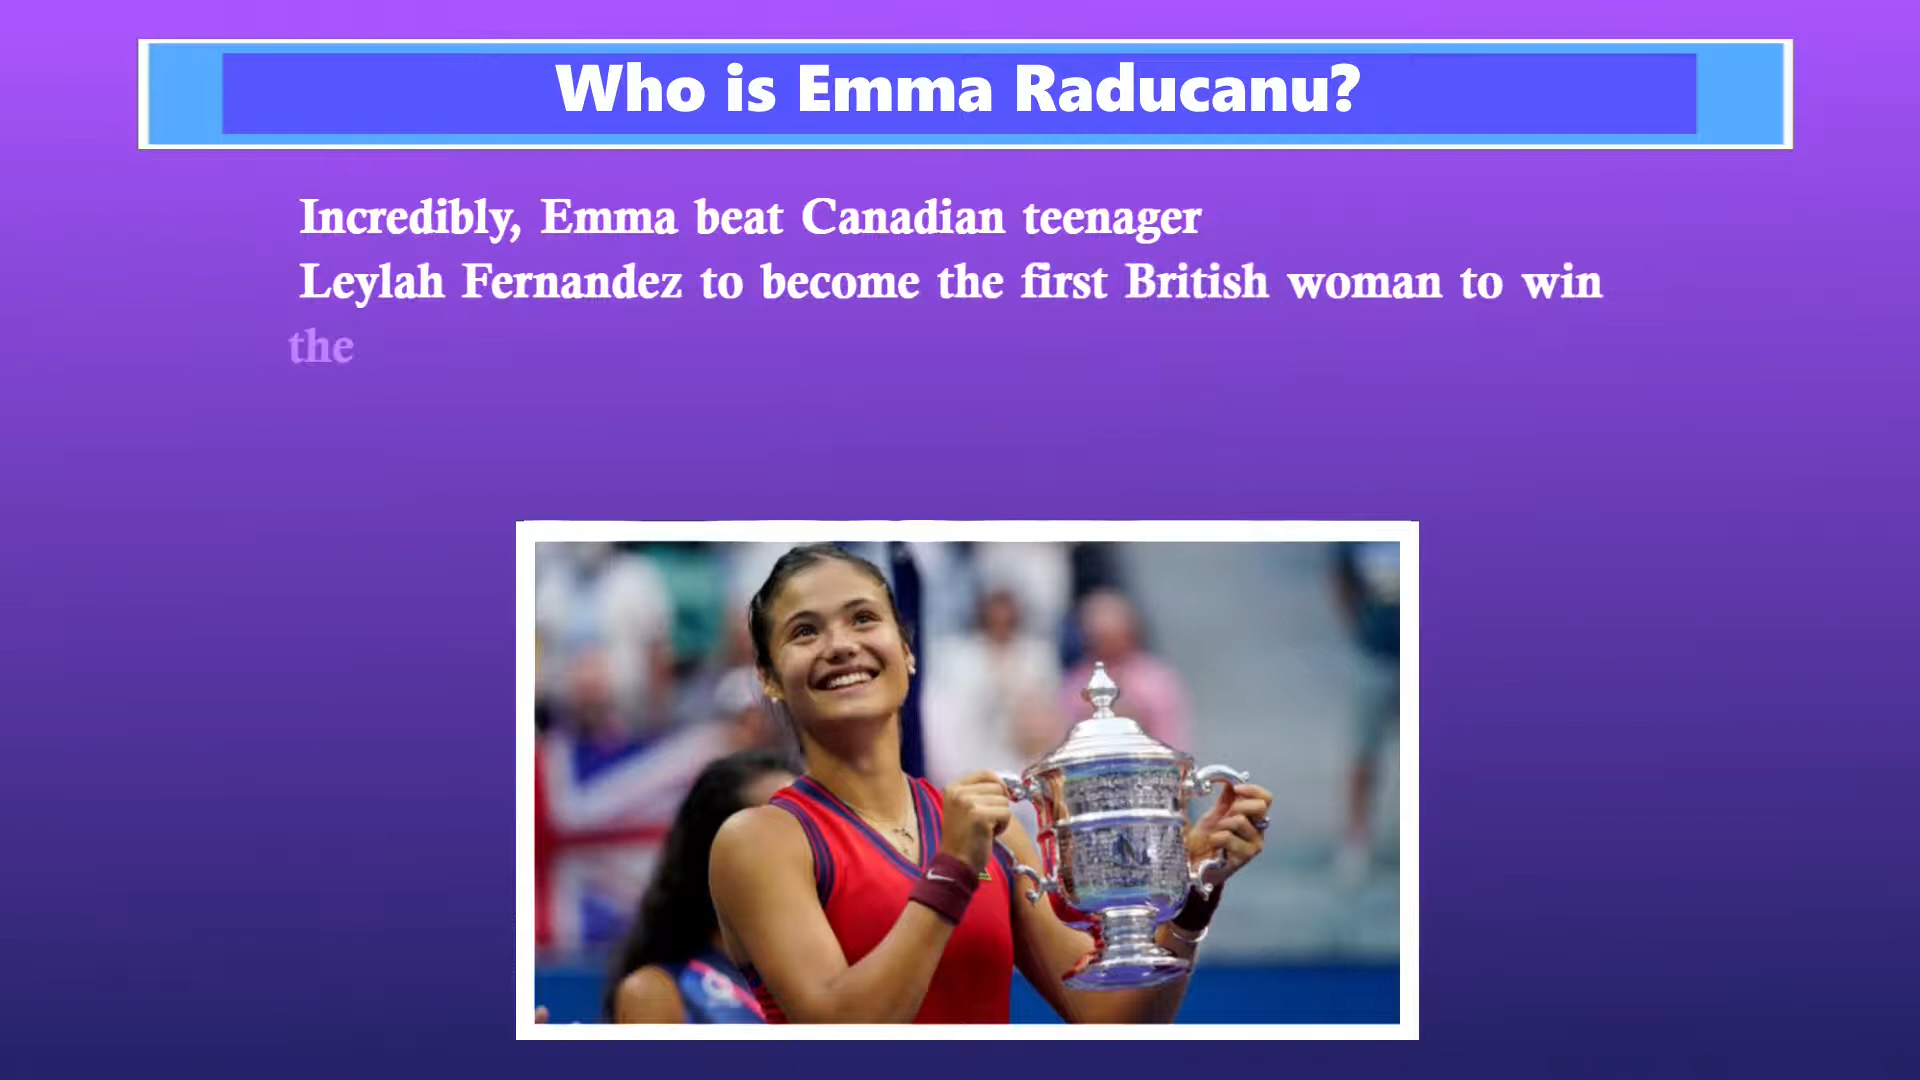 Who is Emma Raducanu?
Incredibly, Emma beat Canadian teenager
Leylah Fernandez to become the first British woman to win
the